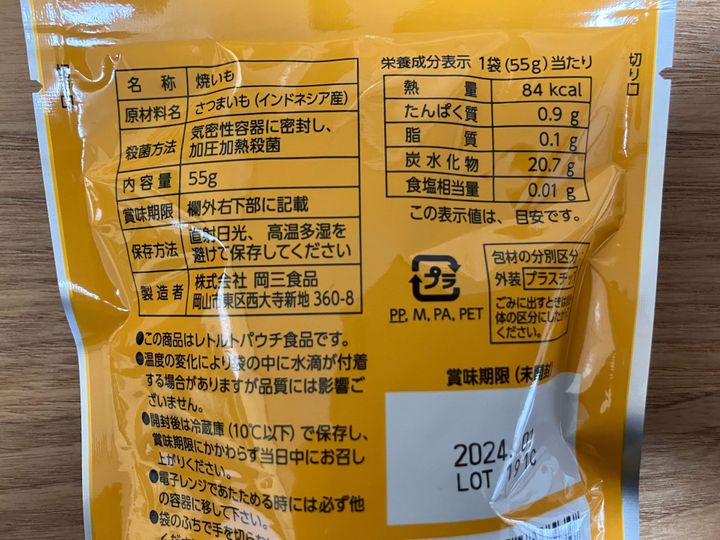 切り口
名称 焼いも
原材料名 さつまいも（インドネシア産）
殺菌方法 気密性容器に密封し、
加圧加熱殺菌
内容量 55g
賞味期限 欄外右下部に記載
保存方法 直射日光、高温多湿を
避けて保存してください
製造者 株式会社 岡三食品
岡山市東区西大寺新地 360-8
●この商品はレトルトパウチ食品です。
●温度の変化により袋の中に水滴が付着
する場合がありますが品質には影響ご
ざいません。
●開封後は冷蔵庫（10℃以下）で保存し、
賞味期限にかかわらず当日中にお召し
上がりください。
●電子レンジであたためる時には必ず他
の容器に移して下さい。
●袋のふちで手を切らな
栄養成分表示 1袋（55g）当たり
熱量 84 kcal
たんぱく質 0.9 g
脂質 0.1 g
炭水化物 20.7 g
食塩相当量 0.01 g
この表示値は、目安です。
切り口
プラ
PP, M, PA, PET
包材の分別区分
外装 プラスチッ
ごみに出すときは
体の区分にした
ください。
賞味期限（未開封）
2024. 01
LOT 191C